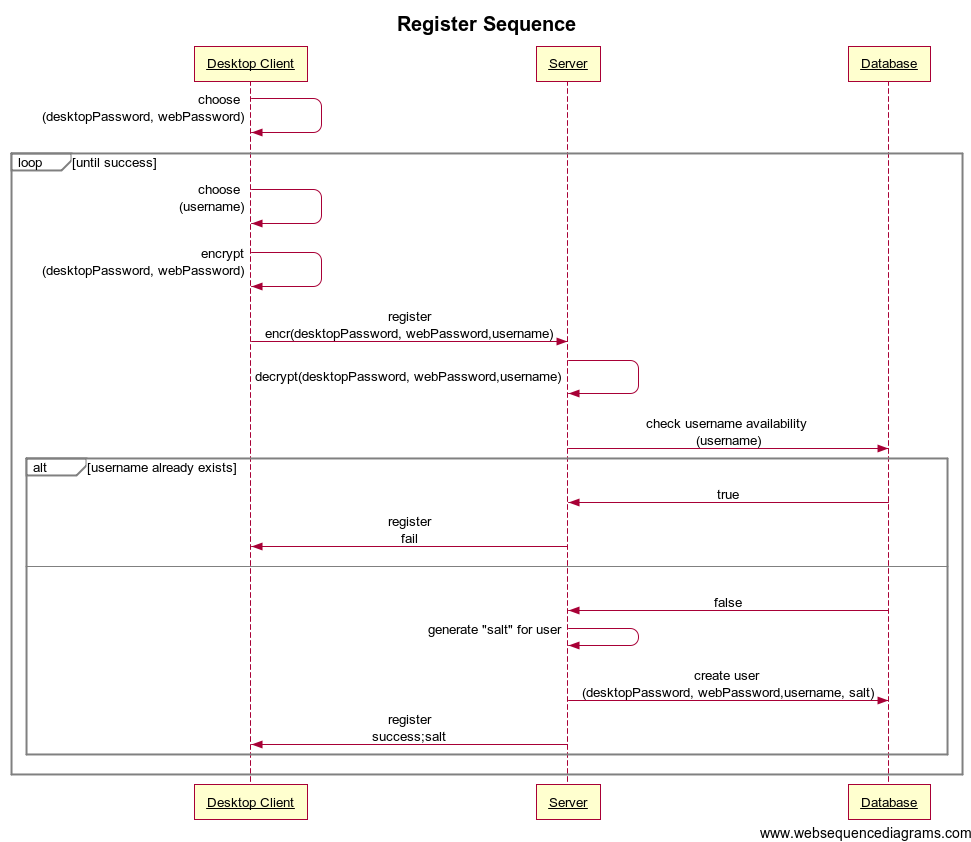 Register Sequence
Desktop Client
Server
Database
choose
(desktopPassword, webPassword)
loop
[until success]
choose
(username)
encrypt
(desktopPassword, webPassword)
register
encr(desktopPassword, webPassword,username)
decrypt(desktopPassword, webPassword,username)
check username availability
(username)
alt
[username already exists]
true
register
fail
false
generate "salt" for user
create user
(desktopPassword, webPassword,username, salt)
register
success;salt
Desktop Client
Server
Database
www.websequencediagrams.com